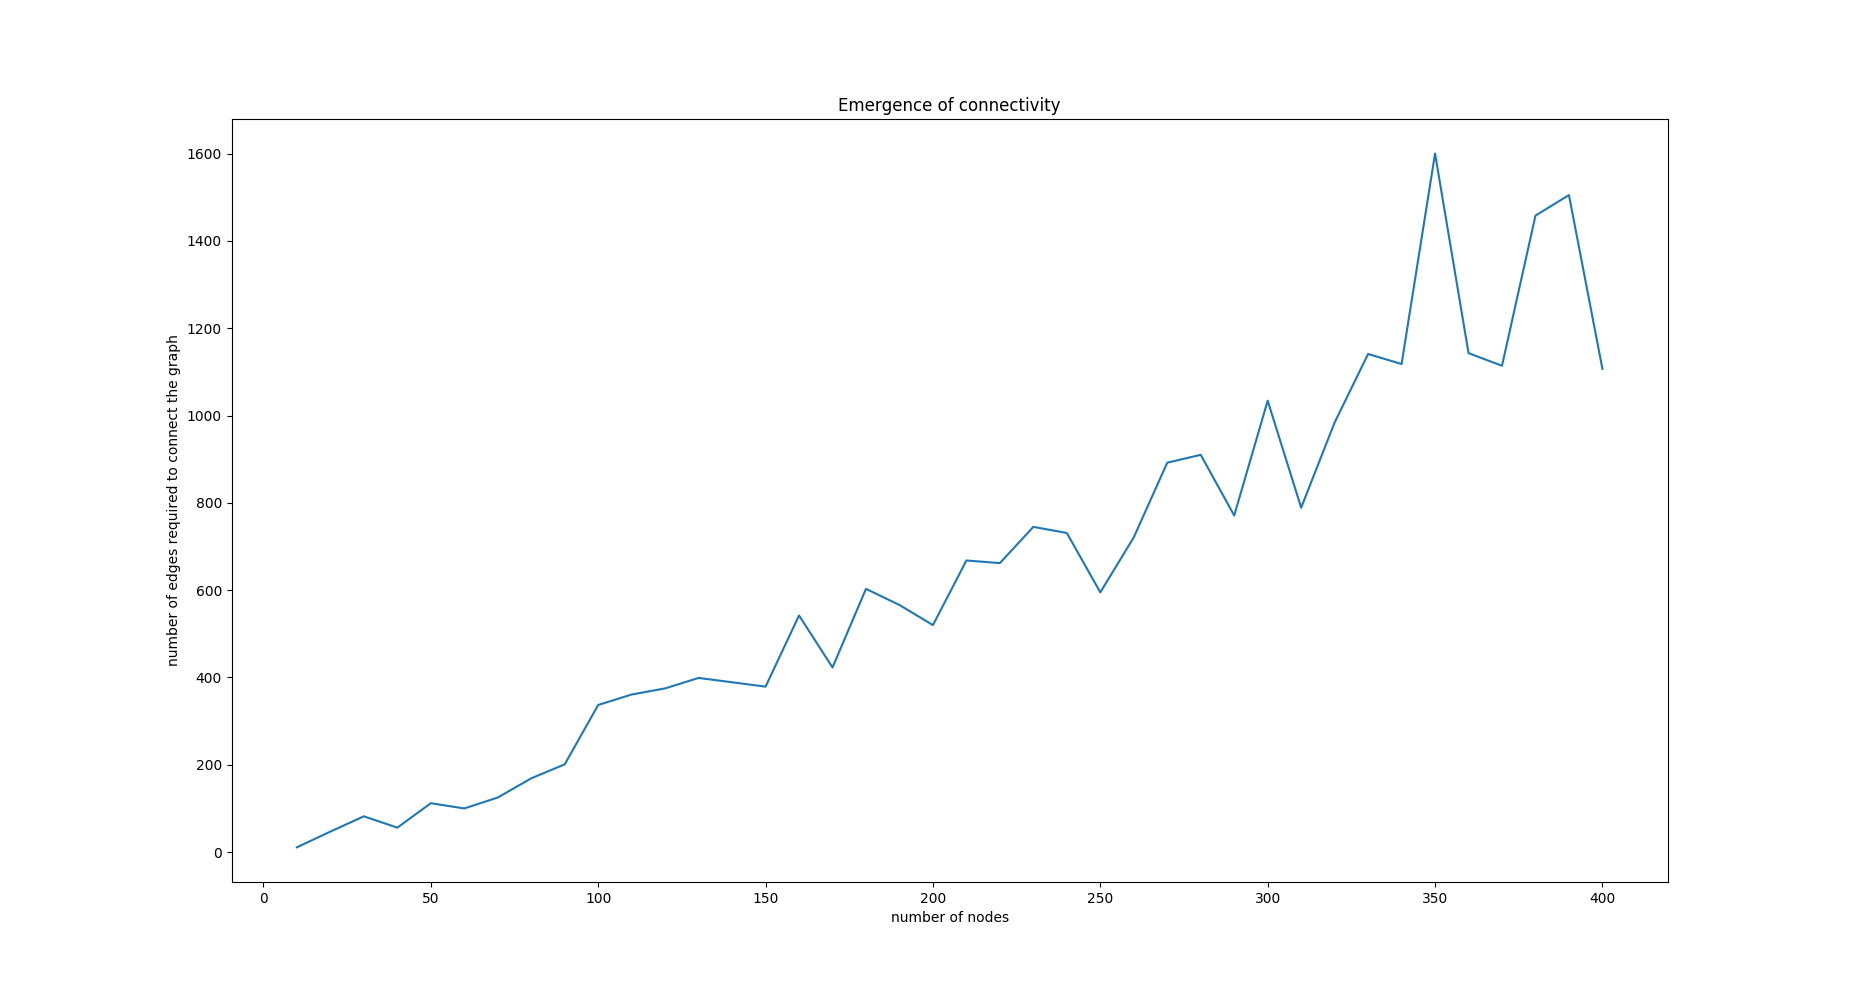 Emergence of connectivity
1600
1400
1200
1000
800
600
400
200
0
number of edges required to connect the graph
0 50 100 150 200 250 300 350 400
number of nodes